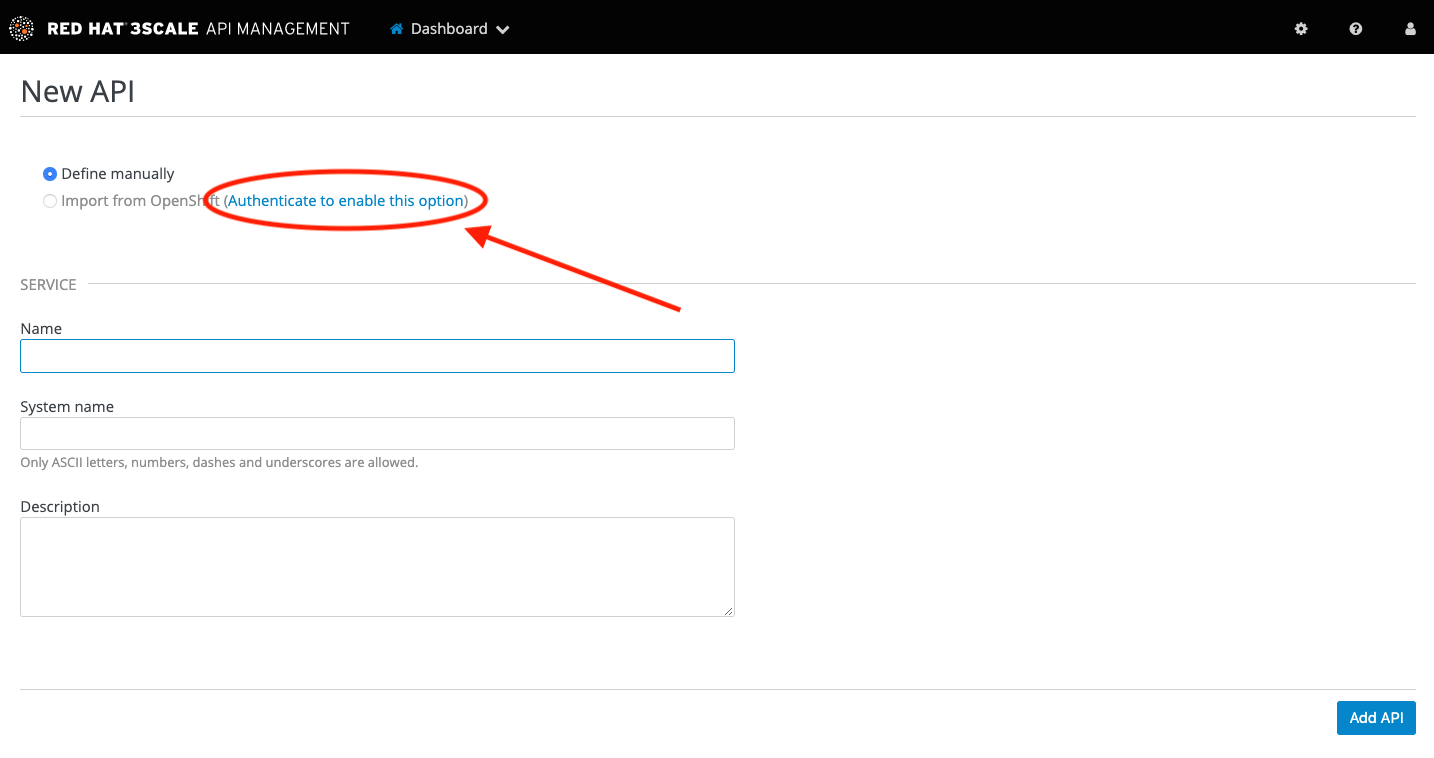 RED HAT® 3SCALE API MANAGEMENT Dashboard
New API
Define manually
Import from OpenShift (Authenticate to enable this option)
SERVICE
Name
System name
Only ASCII letters, numbers, dashes and underscores are allowed.
Description
Add API